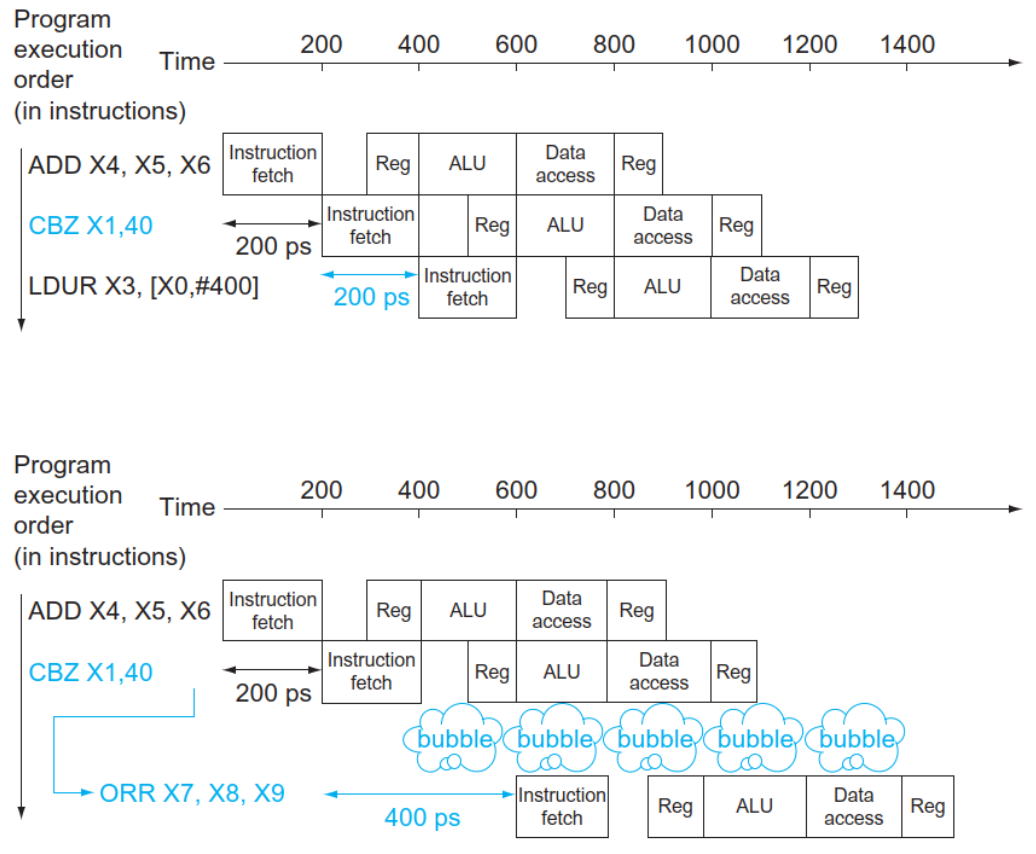 Program
execution
order
(in instructions)
Time
200 400 600 800 1000 1200 1400
ADD X4, X5, X6
Instruction
fetch
Reg
ALU
Data
access
Reg
CBZ X1,40
200 ps
Instruction
fetch
Reg
ALU
Data
access
Reg
LDUR X3, [X0,#400]
200 ps
Instruction
fetch
Reg
ALU
Data
access
Reg
Program
execution
order
(in instructions)
Time
200 400 600 800 1000 1200 1400
ADD X4, X5, X6
Instruction
fetch
Reg
ALU
Data
access
Reg
CBZ X1,40
200 ps
Instruction
fetch
Reg
ALU
Data
access
Reg
bubble bubble bubble bubble bubble
ORR X7, X8, X9
400 ps
Instruction
fetch
Reg
ALU
Data
access
Reg